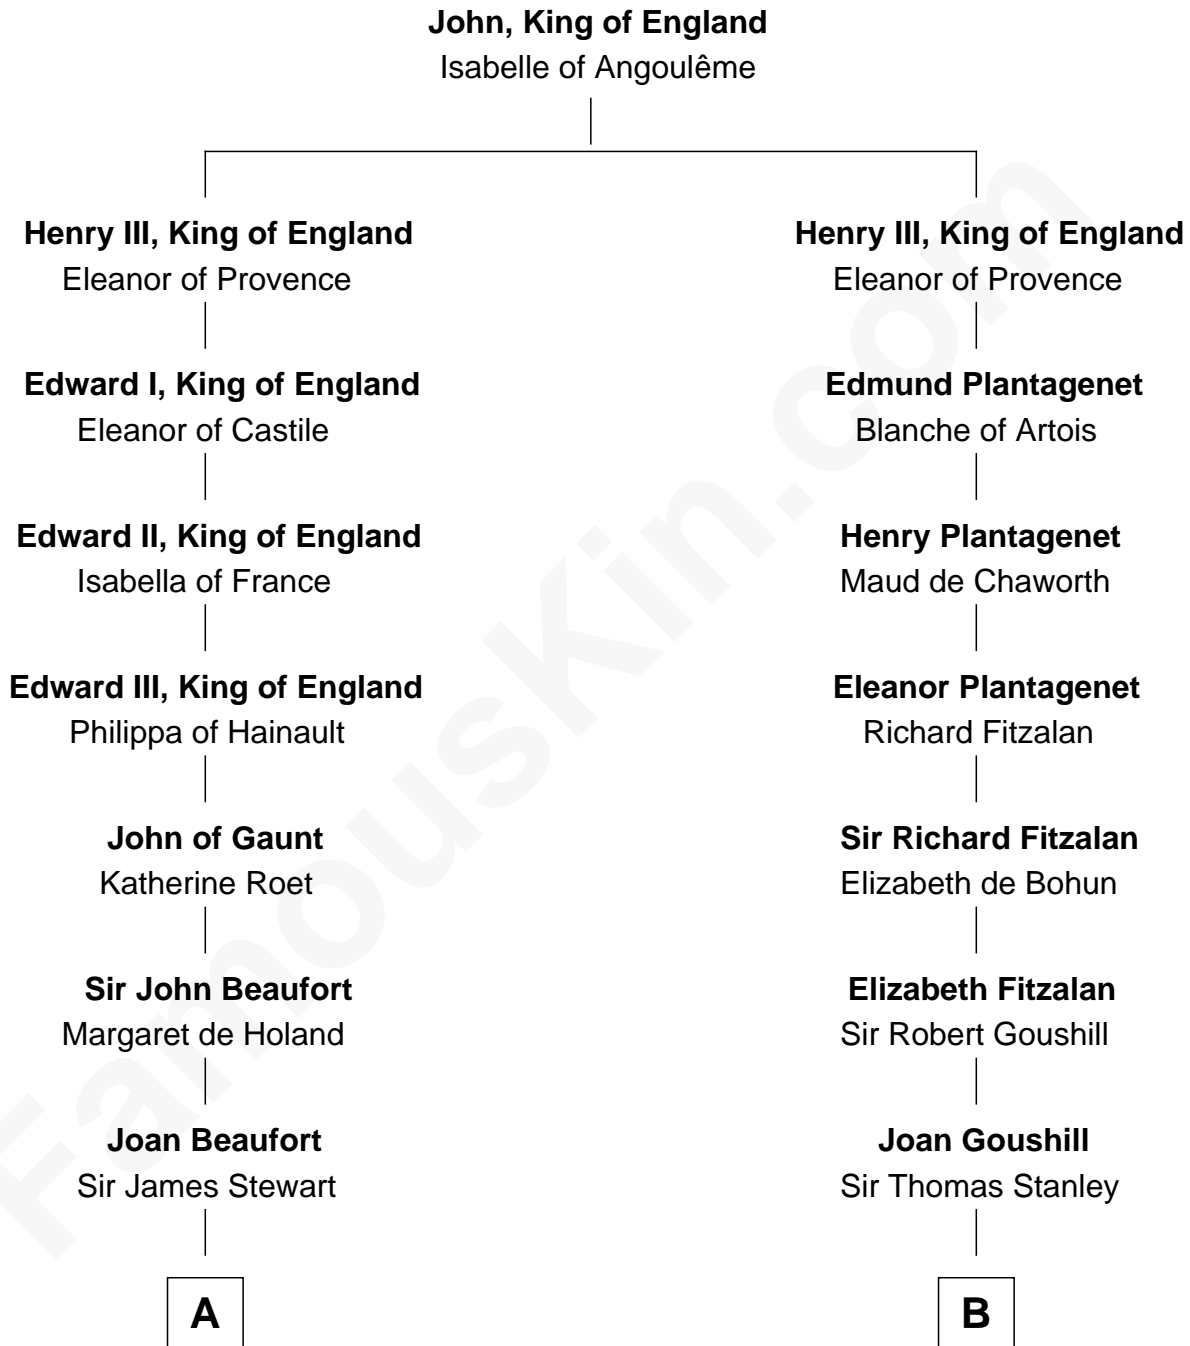 John, King of England
Isabelle of Angoulême
Henry III, King of England
Eleanor of Provence
Henry III, King of England
Eleanor of Provence
Edward I, King of England
Eleanor of Castile
Edmund Plantagenet
Blanche of Artois
Edward II, King of England
Isabella of France
Henry Plantagenet
Maud de Chaworth
Edward III, King of England
Philippa of Hainault
Eleanor Plantagenet
Richard Fitzalan
John of Gaunt
Katherine Roet
Sir Richard Fitzalan
Elizabeth de Bohun
Sir John Beaufort
Margaret de Holand
Elizabeth Fitzalan
Sir Robert Goushill
Joan Beaufort
Sir James Stewart
Joan Goushill
Sir Thomas Stanley
A
B
FamousKin.com